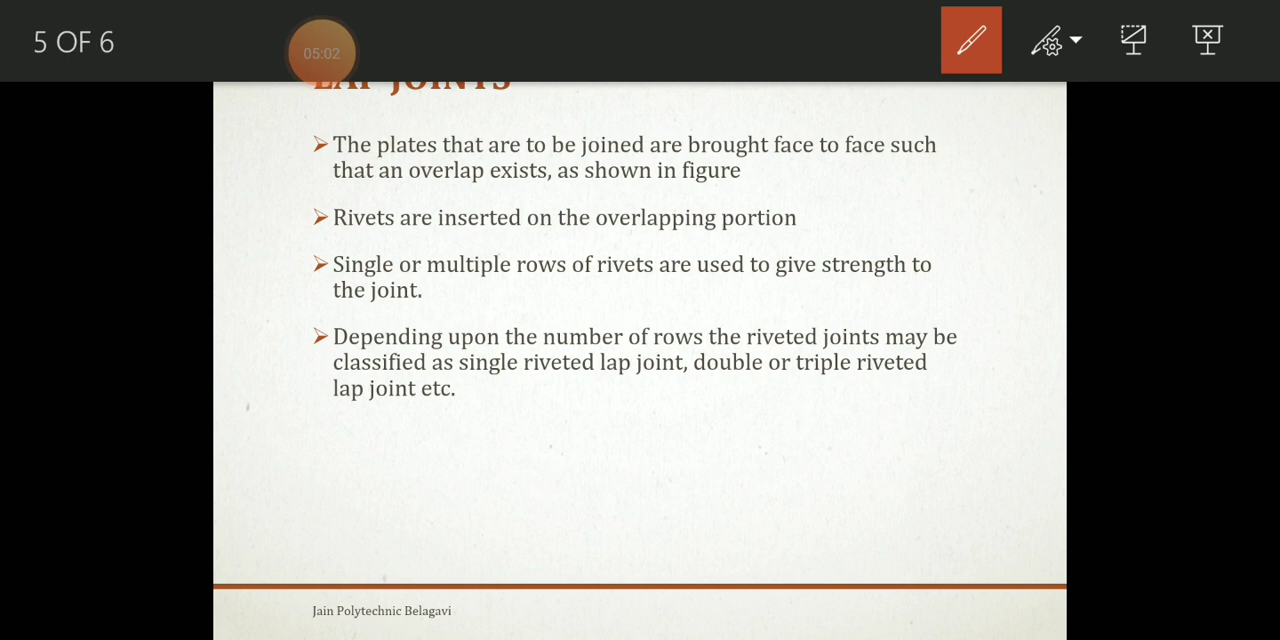 5 OF 6
05:02
LAP JOINTS
The plates that are to be joined are brought face to face such
that an overlap exists, as shown in figure
Rivets are inserted on the overlapping portion
Single or multiple rows of rivets are used to give strength to
the joint.
Depending upon the number of rows the riveted joints may be
classified as single riveted lap joint, double or triple riveted
lap joint etc.
Jain Polytechnic Belagavi